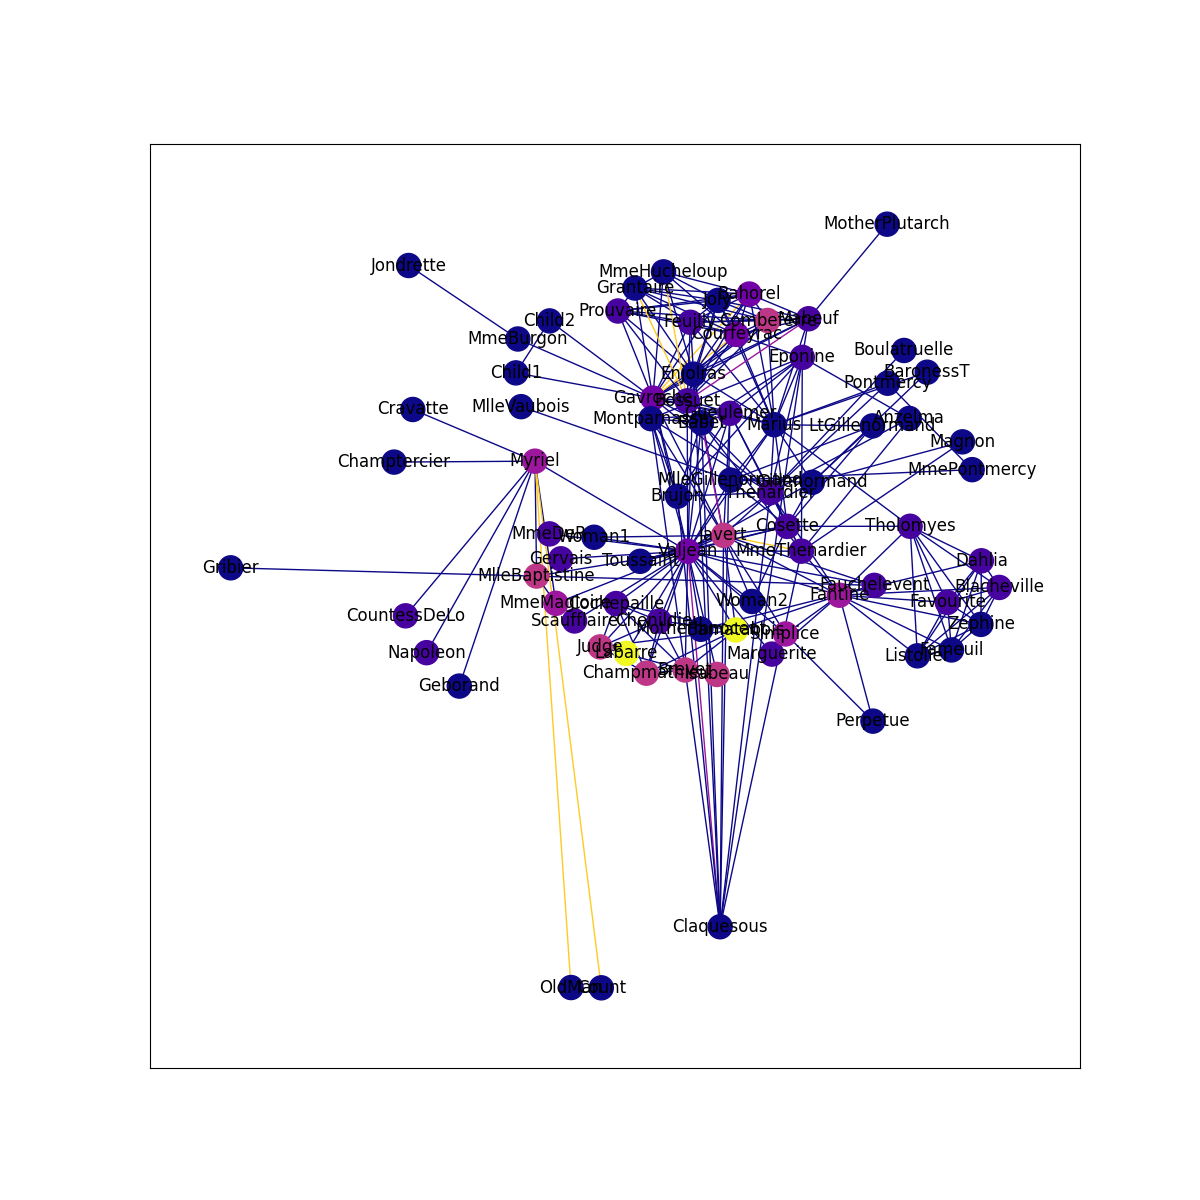 MotherPlutarch
Jondrette
MmeHucheloup
Grantaire
Bahorel
Joly
Prouvaire
Child2
Feuilly
Combeferre
Mabeuf
Courfeyrac
MmeBurgon
Boulatruelle
Eponine
BaronessT
Child1
Enjolras
Pontmercy
Gavroche
Bossuet
MlleVaubois
Cravatte
Gueulemer
Montparnasse
Babet
Marius
LtGillenormand
Anzelma
Magnon
Champtercier
Myriel
MmePontmercy
MlleGillenormand
Gillenormand
Thenardier
Brujon
Cosette
Tholomyes
MmeDeR
Woman1
Javert
Valjean
MmeThenardier
Gervais
Toussaint
Dahlia
Gribier
MlleBaptistine
Fauchelevent
Blacheville
Fantine
MmeMagloire
Cochepaille
Woman2
Favourite
CountessDeLo
Scaufflaire
Chenildieu
Zephine
Bamatabois
Simplice
Judge
Labarre
Napoleon
Marguerite
Listolier
Fameuil
Champmathieu
Brevet
Isabeau
Geborand
Perpetue
Claquesous
OldMan
Count